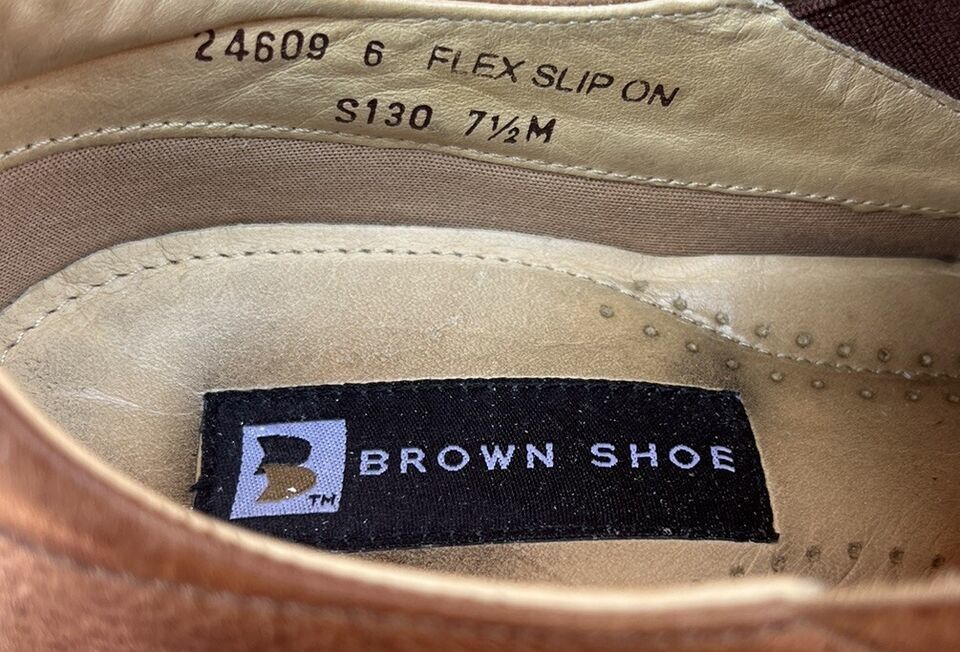 24609 6 FLEX SLIP ON
S130 7½M
B BROWN SHOE
TM